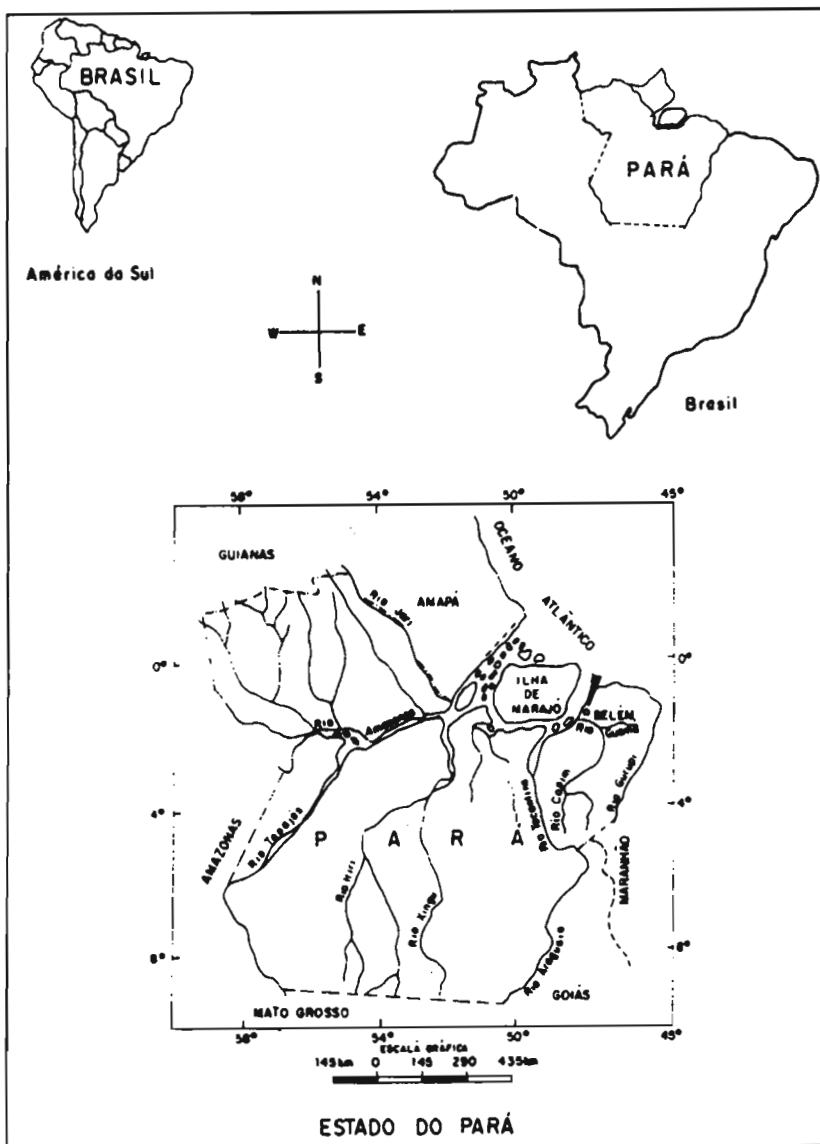 BRASIL
América do Sul
PARÁ
Brasil
N
W E
S
58° 54° 50° 45°
GUIANAS
OCEANO
ATLÂNTICO
AMAPÁ
Rio Jari
0° 0°
ILHA
DE
MARAJÓ
Rio Amazonas
BELÉM
Rio Guamá
4° 4°
AMAZONAS
Rio Tapajós
PARÁ
Rio Tocantins
Rio Capim
Rio Gurupi
MARANHÃO
Rio Iriri
Rio Xingu
Rio Araguaia
8° 8°
GOIÁS
MATO GROSSO
58° 54° 50° 45°
ESCALA GRÁFICA
145km 0 145 290 435km
ESTADO DO PARÁ